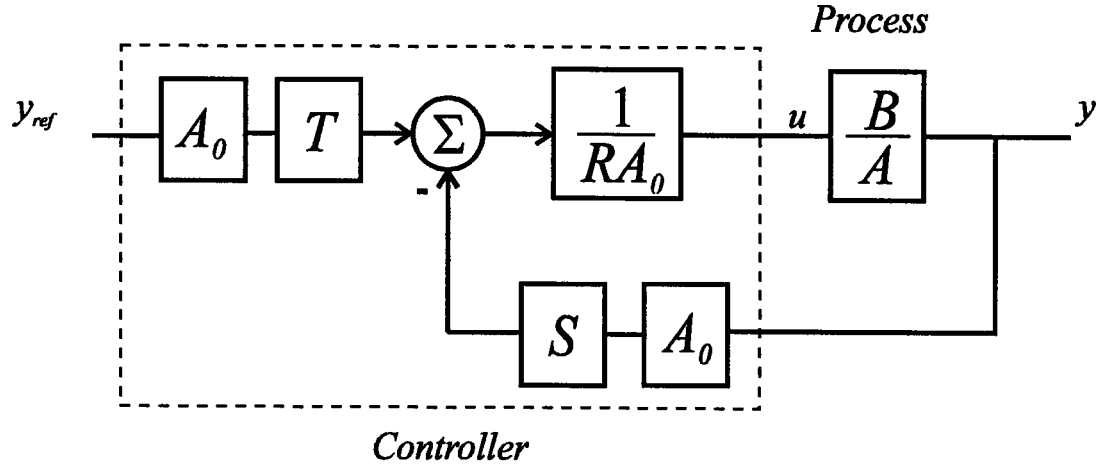 Process
y_ref
A_0
T
Σ
-
1
RA_0
u
B
A
y
S
A_0
Controller